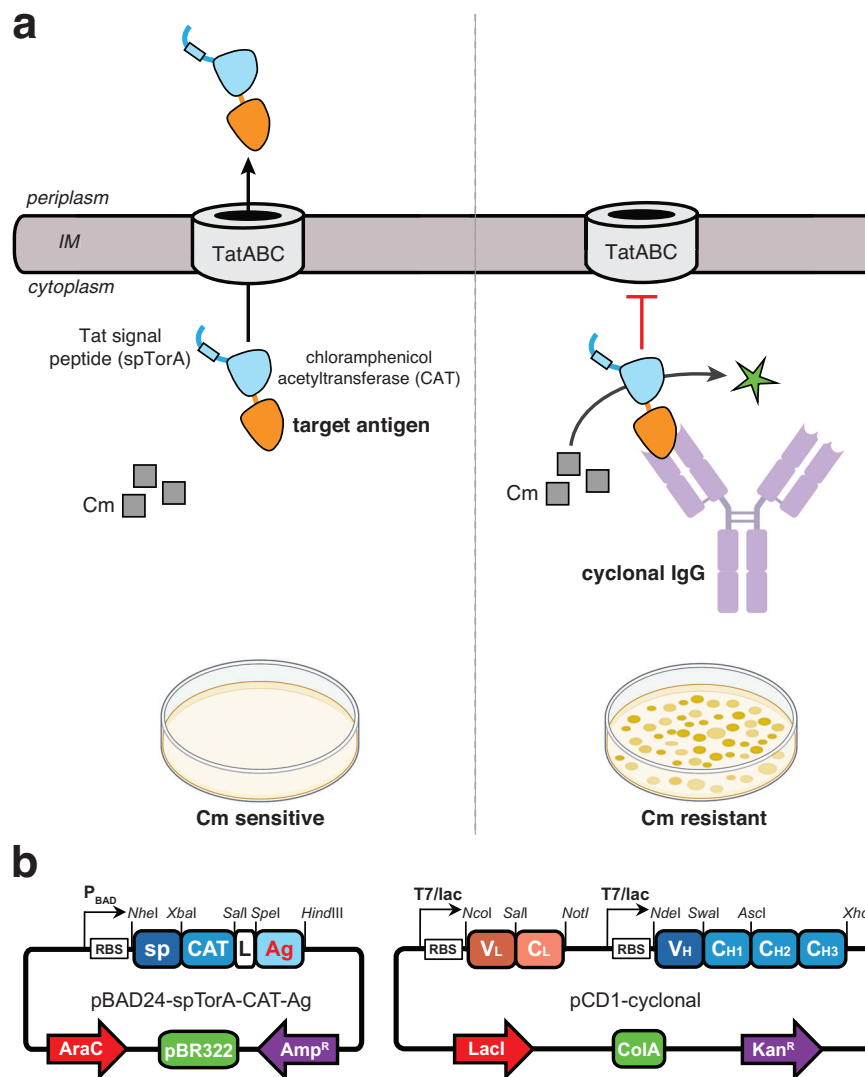 a
periplasm
IM
TatABC
TatABC
cytoplasm
Tat signal
peptide (spTorA)
chloramphenicol
acetyltransferase (CAT)
target antigen
Cm
Cm
cyclonal IgG
Cm sensitive
Cm resistant
b
PBAD
NheI XbaI SalI SpeI HindIII
RBS sp CAT L Ag
pBAD24-spTorA-CAT-Ag
AraC pBR322 AmpR
T7/lac T7/lac
NcoI SalI NotI NdeI SwaI AscI
RBS VL CL RBS VH CH1 CH2 CH3
pCD1-cyclonal
LacI ColA KanR